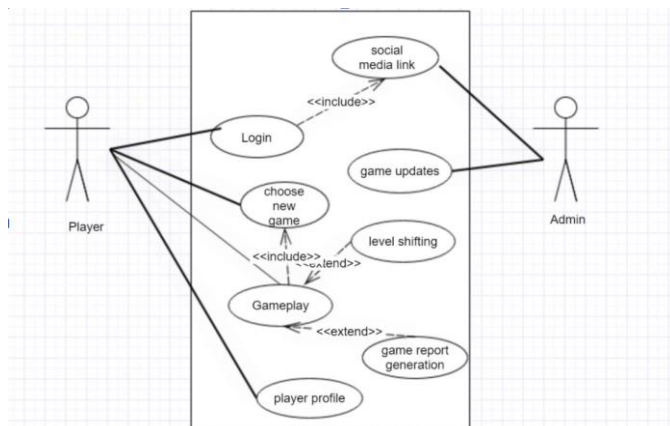 social
media link
<<include>>
Login
game updates
choose
new
game
Player
Admin
level shifting
<<include>>
<<extend>>
Gameplay
<<extend>>
game report
generation
player profile